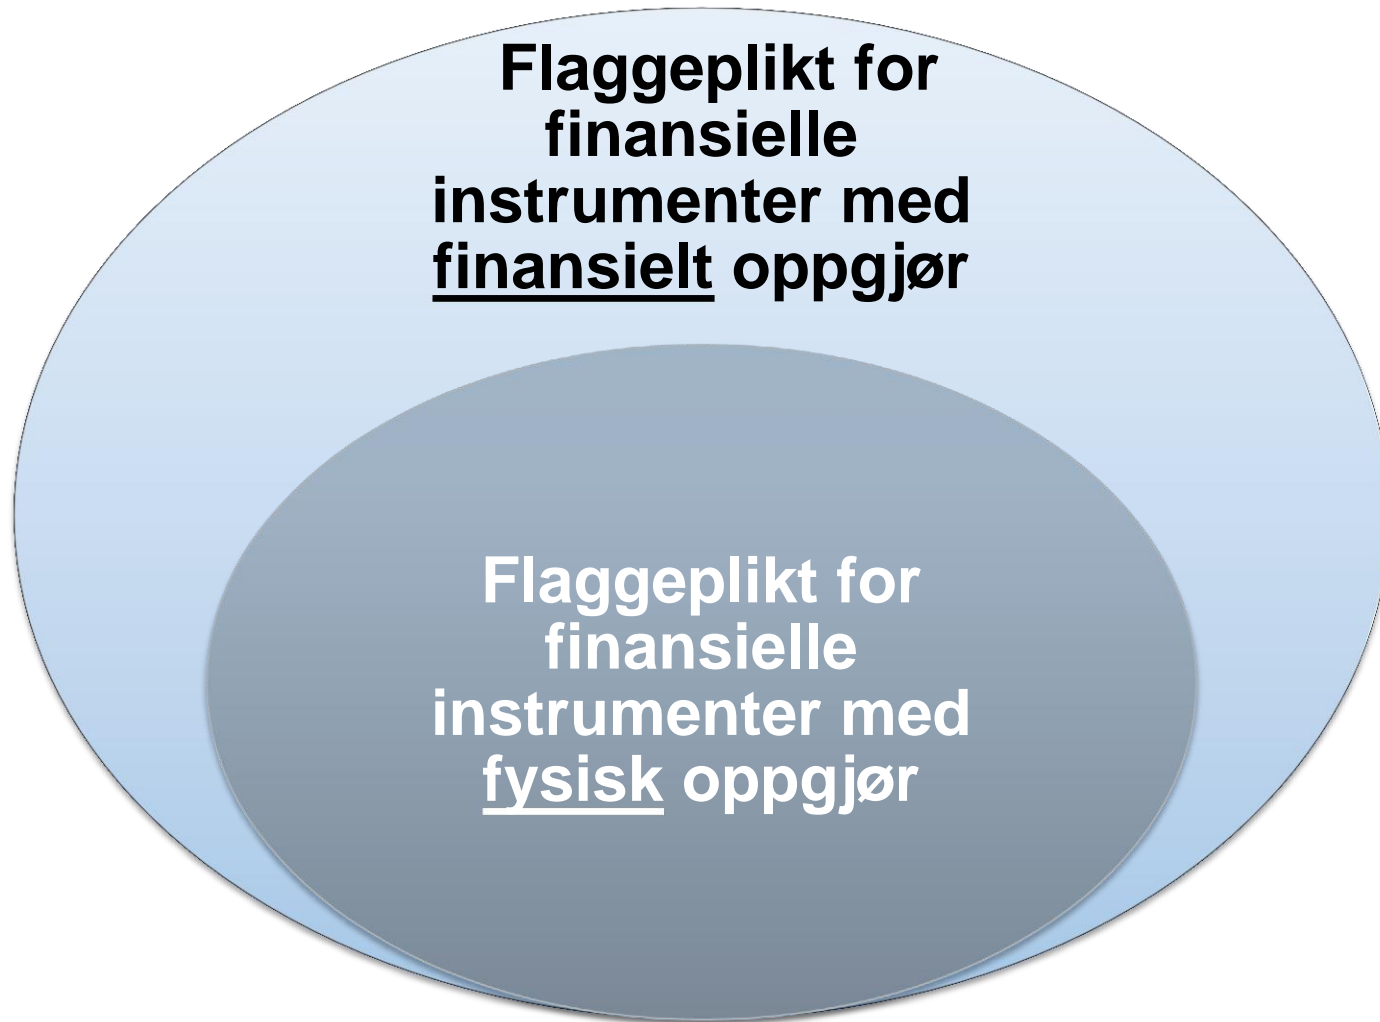 Flaggeplikt for
finansielle
instrumenter med
finansielt oppgjør
Flaggeplikt for
finansielle
instrumenter med
fysisk oppgjør